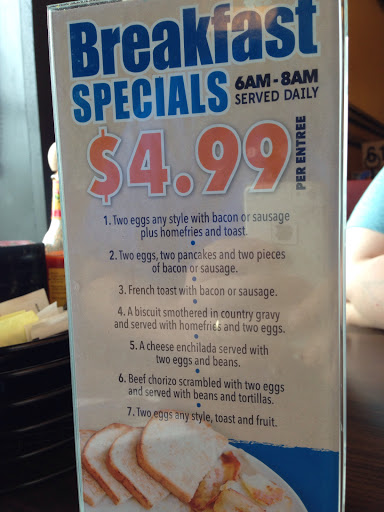 Breakfast
SPECIALS
6AM - 8AM
SERVED DAILY
$4.99
PER ENTREE
1. Two eggs any style with bacon or sausage
plus homefries and toast.
2. Two eggs, two pancakes and two pieces
of bacon or sausage.
3. French toast with bacon or sausage.
4. A biscuit smothered in country gravy
and served with homefries and two eggs.
5. A cheese enchilada served with
two eggs and beans.
6. Beef chorizo scrambled with two eggs
and served with beans and tortillas.
7. Two eggs any style, toast and fruit.